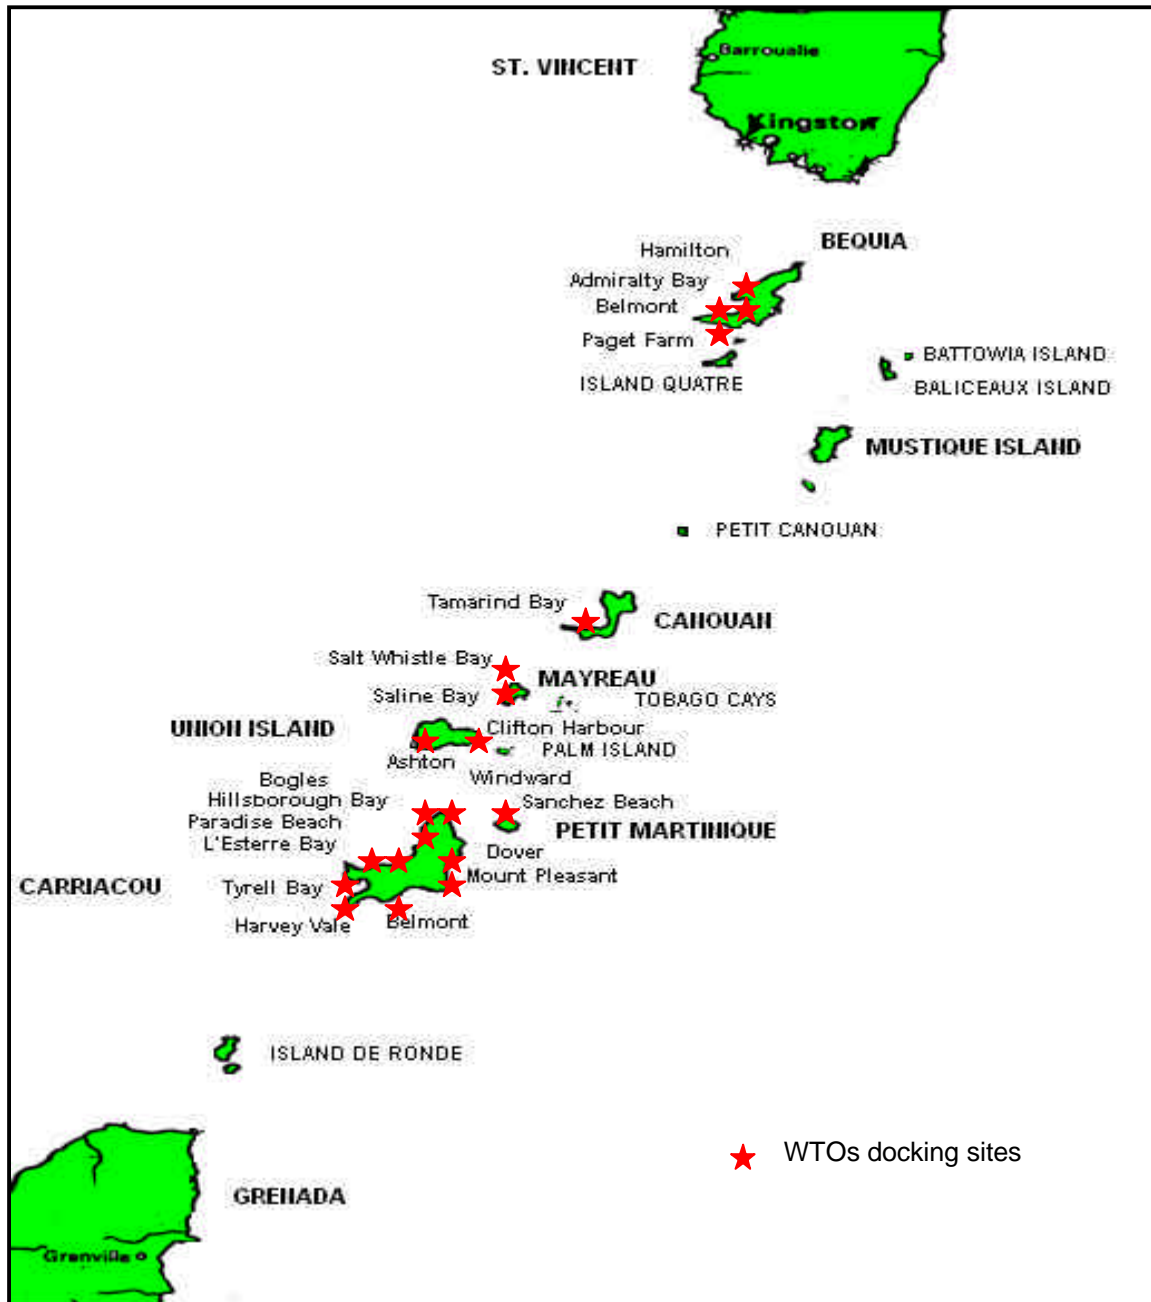 Barroualie
ST. VINCENT
Kingston
BEQUIA
Hamilton
Admiralty Bay
Belmont
Paget Farm
BATTOWIA ISLAND
ISLAND QUATRE
BALICEAUX ISLAND
MUSTIQUE ISLAND
PETIT CANOUAN
Tamarind Bay
CANOUAN
Salt Whistle Bay
MAYREAU
Saline Bay
TOBAGO CAYS
UNION ISLAND
Clifton Harbour
PALM ISLAND
Ashton
Windward
Bogles
Hillsborough Bay
Sanchez Beach
Paradise Beach
PETIT MARTINIQUE
L'Esterre Bay
Dover
Mount Pleasant
CARRIACOU
Tyrell Bay
Harvey Vale
Belmont
ISLAND DE RONDE
WTOs docking sites
GRENADA
Grenville